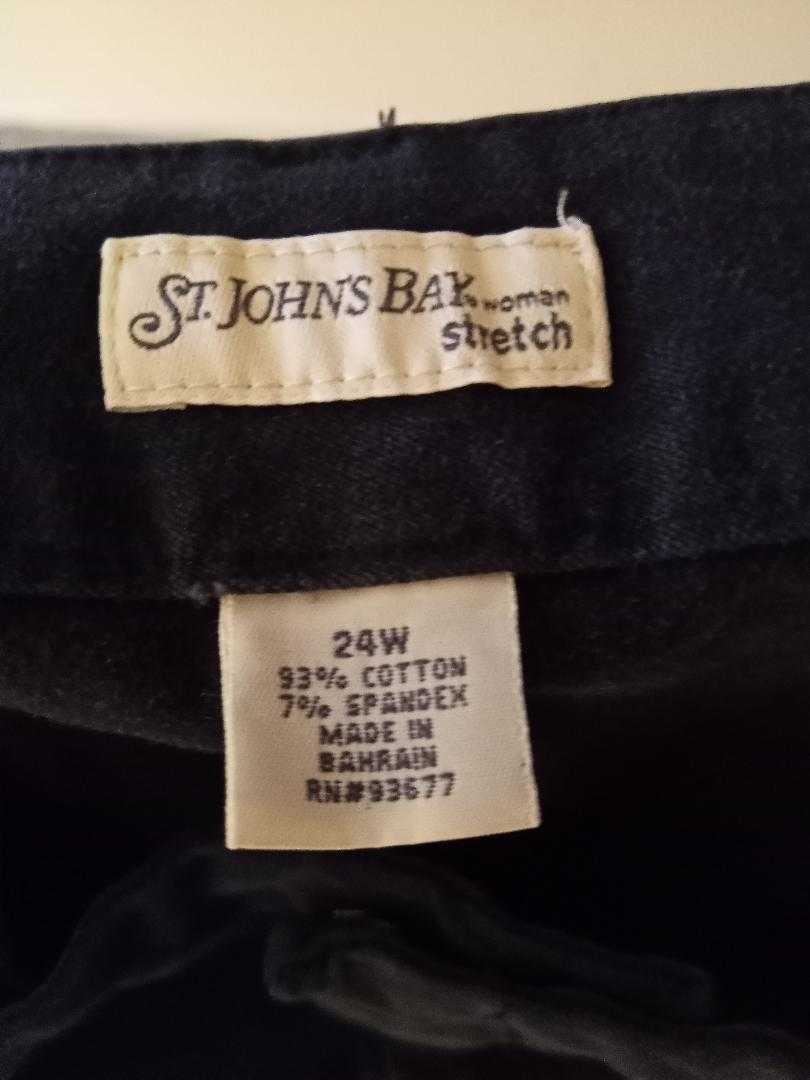 ST. JOHN'S BAY woman
stretch
24W
93% COTTON
7% SPANDEX
MADE IN
BAHRAIN
RN#93677